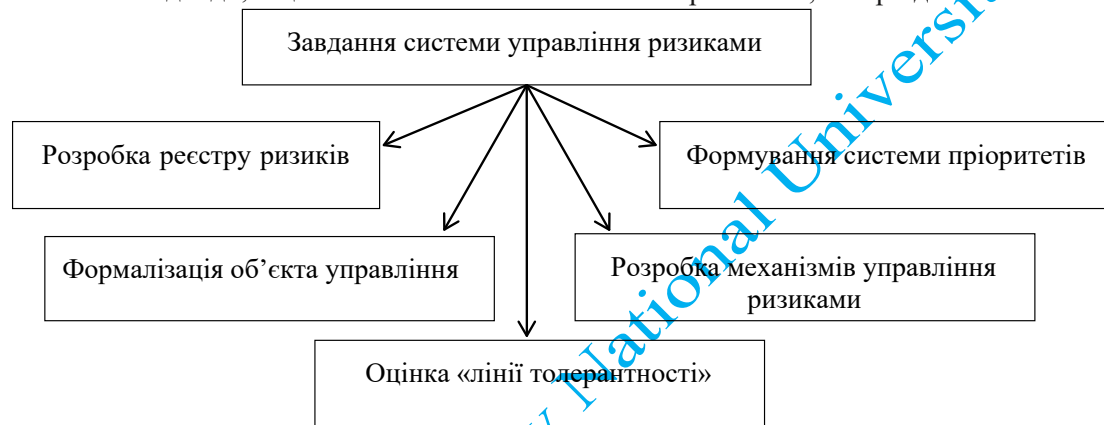 Завдання системи управління ризиками
Розробка реєстру ризиків
Формування системи пріоритетів
Формалізація об’єкта управління
Розробка механізмів управління
ризиками
Оцінка «лінії толерантності»
National Universi